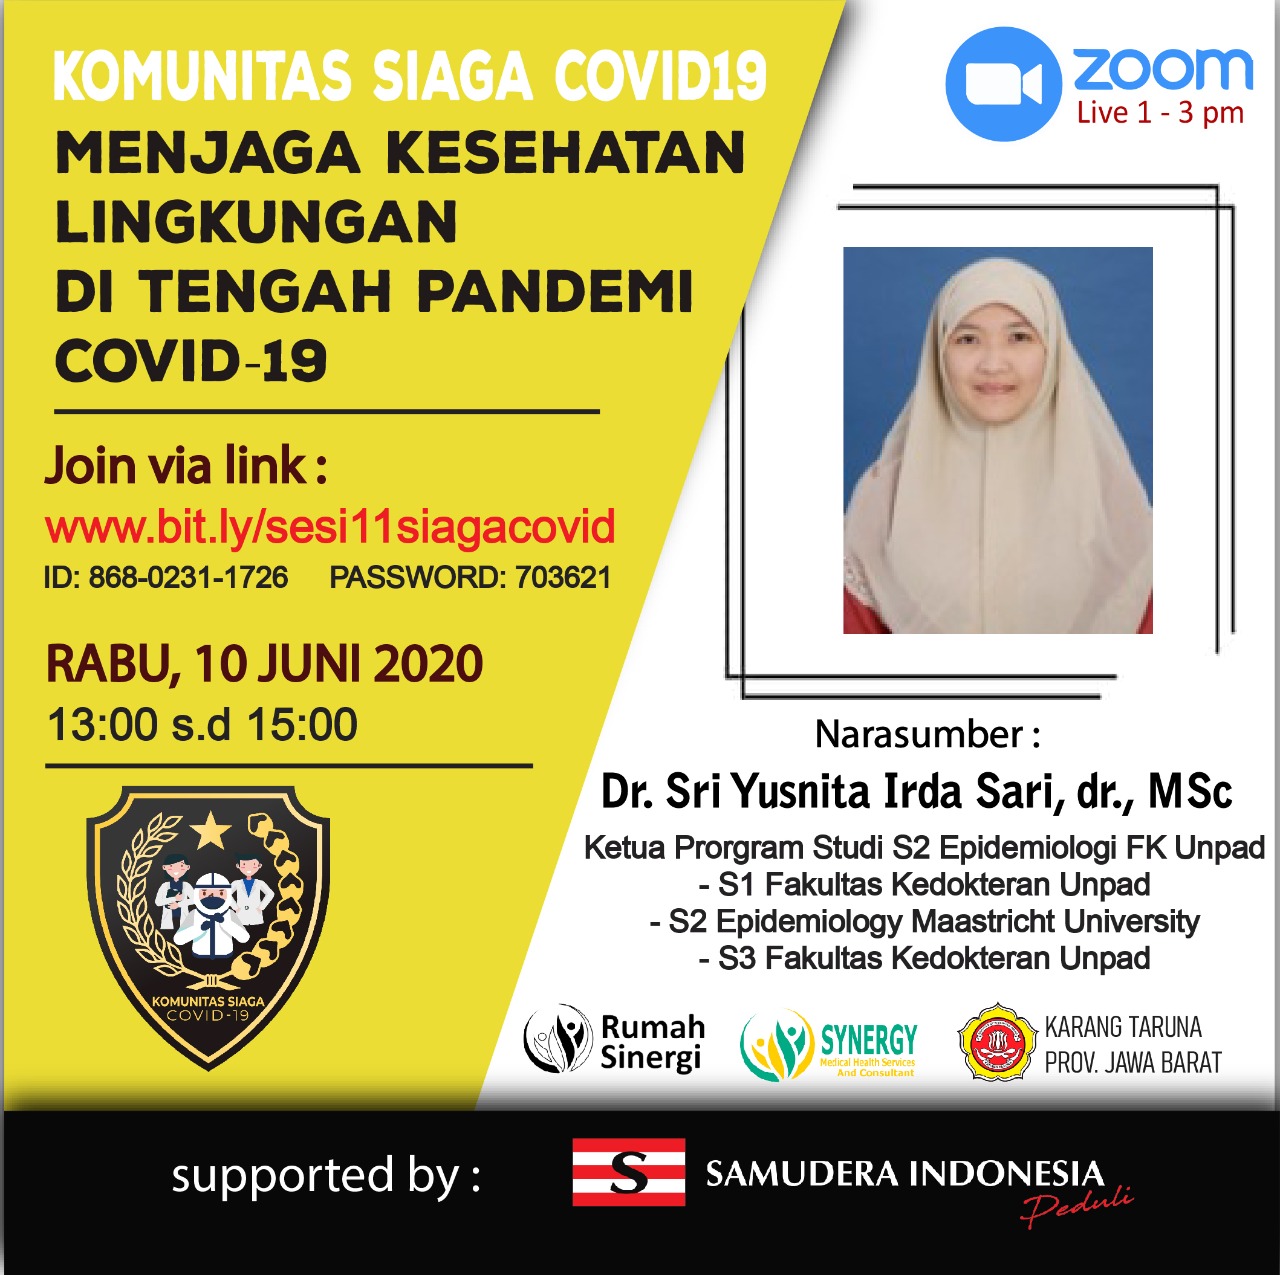 KOMUNITAS SIAGA COVID19
MENJAGA KESEHATAN
LINGKUNGAN
DI TENGAH PANDEMI
COVID-19
Join via link :
www.bit.ly/sesi11siagacovid
ID: 868-0231-1726 PASSWORD: 703621
RABU, 10 JUNI 2020
13:00 s.d 15:00
KOMUNITAS SIAGA
COVID-19
zoom
Live 1 - 3 pm
Narasumber :
Dr. Sri Yusnita Irda Sari, dr., MSc
Ketua Prorgram Studi S2 Epidemiologi FK Unpad
- S1 Fakultas Kedokteran Unpad
- S2 Epidemiology Maastricht University
- S3 Fakultas Kedokteran Unpad
Rumah
Sinergi
SYNERGY
Medical Health Services
And Consultant
KARANG TARUNA
PROV. JAWA BARAT
supported by :
S
SAMUDERA INDONESIA
Peduli